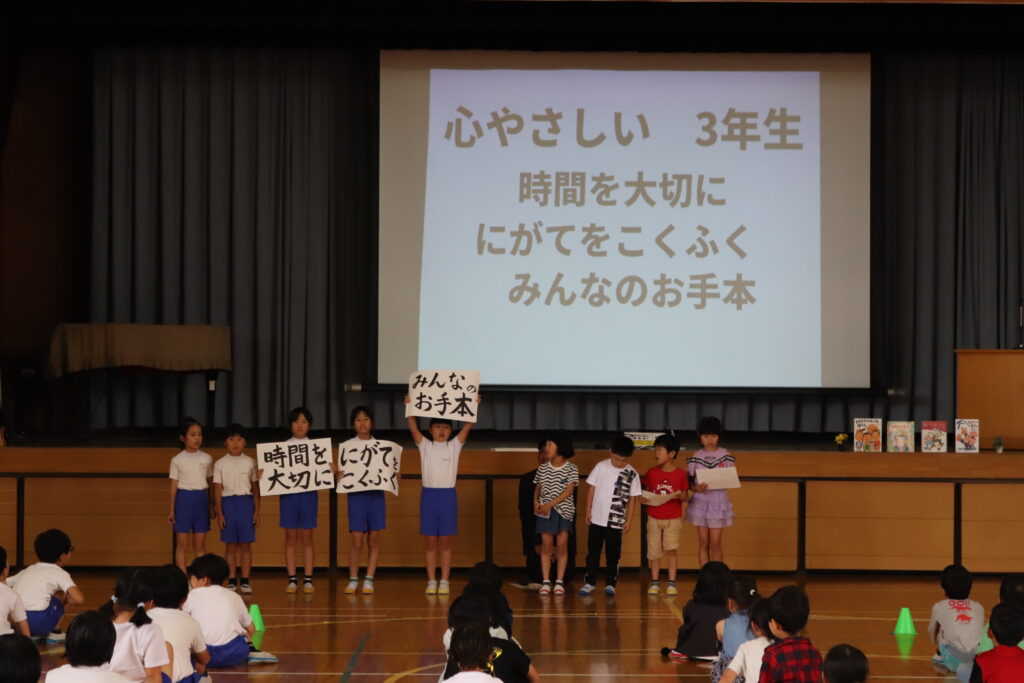 心やさしい 3年生
時間を大切に
にがてをこくふく
みんなのお手本
みんなの
お手本
時間を
大切に
にがてを
こくふく